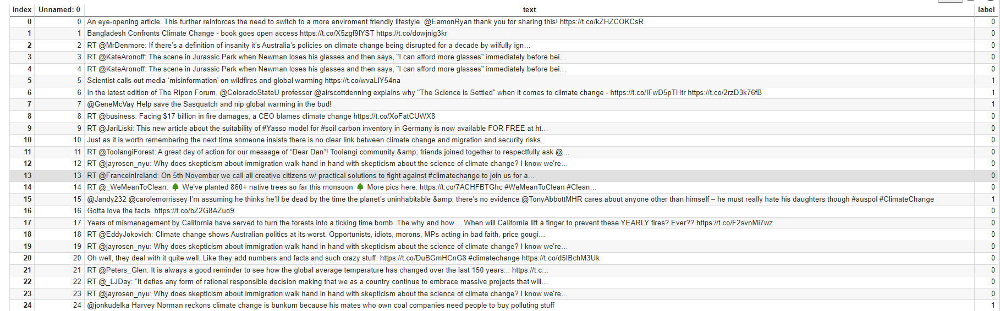 index Unnamed: 0 text label
0 0 An eye-opening article. This further reinforces the need to switch to a more enviroment friendly lifestyle. @EamonRyan thank you for sharing this! https://t.co/kZHZCOKCsR 0
1 1 Bangladesh Confronts Climate Change - book goes open access https://t.co/X5zgf9lYST https://t.co/dowjnig3kr 0
2 2 RT @MrDenmore: If there’s a definition of insanity it’s Australia’s policies on climate change being disrupted for a decade by wilfully ign… 0
3 3 RT @KateAronoff: The scene in Jurassic Park when Newman loses his glasses and then says, "I can afford more glasses" immediately before bei… 0
4 4 RT @KateAronoff: The scene in Jurassic Park when Newman loses his glasses and then says, "I can afford more glasses" immediately before bei… 0
5 5 Scientist calls out media ‘misinformation’ on wildfires and global warming https://t.co/wvaLIY54na 1
6 6 In the latest edition of The Ripon Forum, @ColoradoStateU professor @airscottdenning explains why "The Science is Settled" when it comes to climate change - https://t.co/IFwD5pTHtr https://t.co/2rzD3k76fB 1
7 7 @GeneMcVay Help save the Sasquatch and nip global warming in the bud! 1
8 8 RT @business: Facing $17 billion in fire damages, a CEO blames climate change https://t.co/XoFatCUWX8 0
9 9 RT @JariLiski: This new article about the suitability of #Yasso model for #soil carbon inventory in Germany is now available FOR FREE at ht… 0
10 10 Just as it is worth remembering the next time someone insists there is no clear link between climate change and migration and security risks. 0
11 11 RT @ToolangiForest: A great day of action for our message of “Dear Dan”! Toolangi community &amp; friends joined together to respectfully ask @… 0
12 12 RT @jayrosen_nyu: Why does skepticism about immigration walk hand in hand with skepticism about the science of climate change? I know we're… 0
13 13 RT @FranceinIreland: On 5th November we call all creative citizens w/ practical solutions to fight against #climatechange to join us for a… 0
14 14 RT @_WeMeanToClean: 🌳 We've planted 860+ native trees so far this monsoon 🌳 More pics here: https://t.co/7ACHFBTGhc #WeMeanToClean #Clean… 0
15 15 @Jandy232 @carolemorrissey I’m assuming he thinks he’ll be dead by the time the planet’s uninhabitable &amp; there’s no evidence @TonyAbbottMHR cares about anyone other than himself – he must really hate his daughters though #auspol #ClimateChange 1
16 16 Gotta love the facts. https://t.co/bZ2G8AZuo9 0
17 17 Years of mismanagement by California have served to turn the forests into a ticking time bomb. The why and how.... When will California lift a finger to prevent these YEARLY fires? Ever?? https://t.co/F2svnMi7wz 0
18 18 RT @EddyJokovich: Climate change shows Australian politics at its worst. Opportunists, idiots, morons, MPs acting in bad faith, price gougi… 0
19 19 RT @jayrosen_nyu: Why does skepticism about immigration walk hand in hand with skepticism about the science of climate change? I know we're… 0
20 20 Oh well, they deal with it quite well. Like they add numbers and facts and such crazy stuff. https://t.co/DuBGmHCnG8 #climatechange https://t.co/d5IBchM3Uk 0
21 21 RT @Peters_Glen: It is always a good reminder to see how the global average temperature has changed over the last 150 years... https://t.c… 0
22 22 RT @_LJDay: “It defies any form of rational responsible decision making that we as a country continue to embrace massive projects that will… 0
23 23 RT @jayrosen_nyu: Why does skepticism about immigration walk hand in hand with skepticism about the science of climate change? I know we're… 0
24 24 @jonkudelka Harvey Norman reckons climate change is bunkum because his mates who own coal companies need people to buy polluting stuff 1